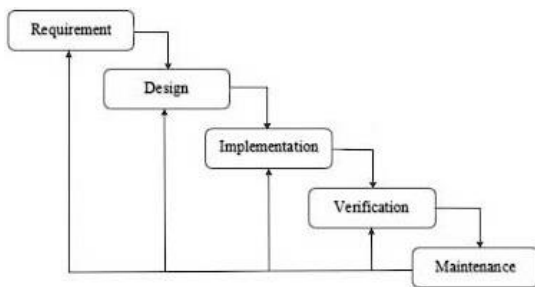 Requirement
Design
Implementation
Verification
Maintenance